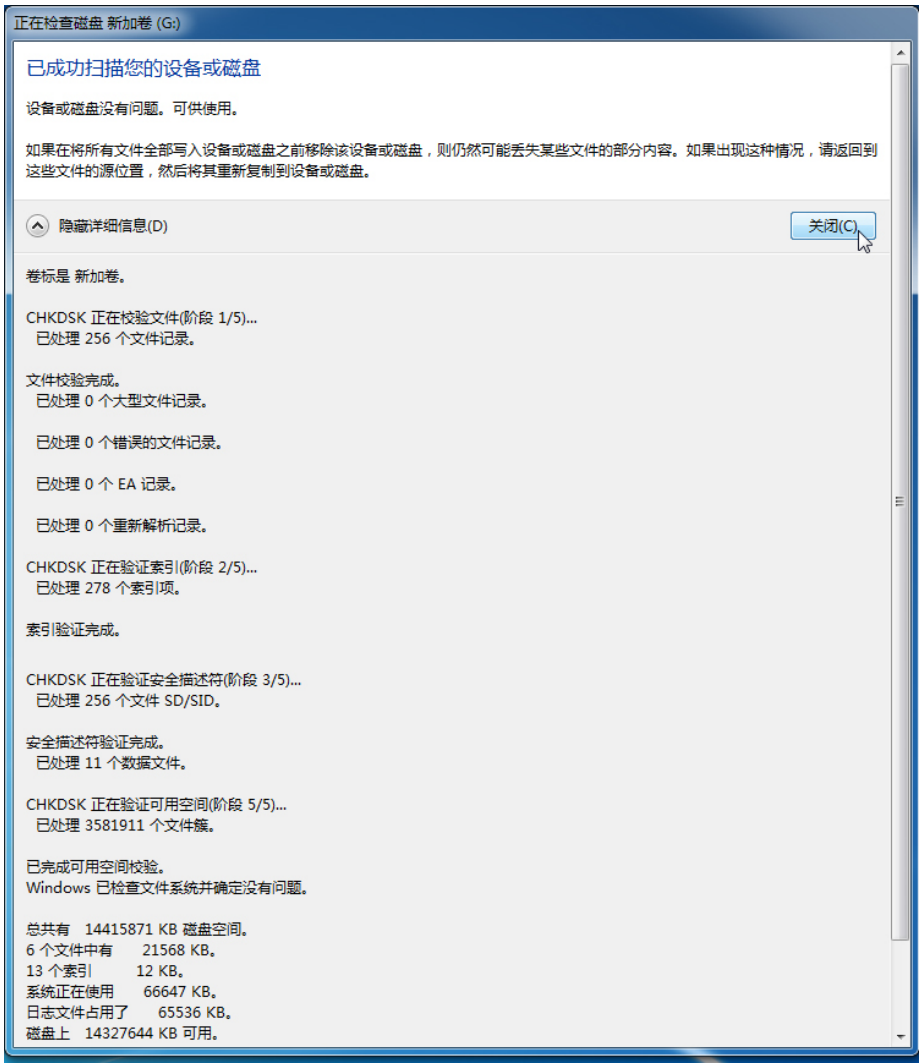 正在检查磁盘 新加卷 (G:)
已成功扫描您的设备或磁盘
设备或磁盘没有问题。可供使用。
如果在将所有文件全部写入设备或磁盘之前移除该设备或磁盘，则仍然可能丢失某些文件的部分内容。如果出现这种情况，请返回到
这些文件的源位置，然后将其重新复制到设备或磁盘。
隐藏详细信息(D)
关闭(C)
卷标是 新加卷。
CHKDSK 正在校验文件(阶段 1/5)...
已处理 256 个文件记录。
文件校验完成。
已处理 0 个大型文件记录。
已处理 0 个错误的文件记录。
已处理 0 个 EA 记录。
已处理 0 个重新解析记录。
CHKDSK 正在验证索引(阶段 2/5)...
已处理 278 个索引项。
索引验证完成。
CHKDSK 正在验证安全描述符(阶段 3/5)...
已处理 256 个文件 SD/SID。
安全描述符验证完成。
已处理 11 个数据文件。
CHKDSK 正在验证可用空间(阶段 5/5)...
已处理 3581911 个文件簇。
已完成可用空间校验。
Windows 已检查文件系统并确定没有问题。
总共有 14415871 KB 磁盘空间。
6 个文件中有 21568 KB。
13 个索引 12 KB。
系统正在使用 66647 KB。
日志文件占用了 65536 KB。
磁盘上 14327644 KB 可用。